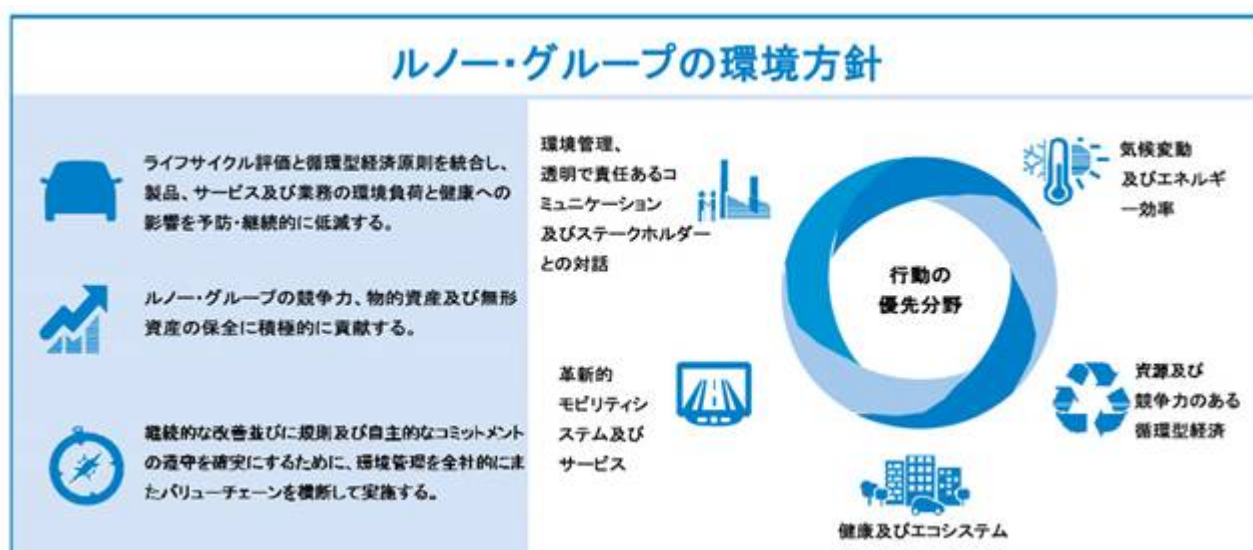 ルノー・グループの環境方針
ライフサイクル評価と循環型経済原則を統合し、
製品、サービス及び業務の環境負荷と健康への
影響を予防・継続的に低減する。
ルノー・グループの競争力、物的資産及び無形
資産の保全に積極的に貢献する。
継続的な改善並びに規則及び自主的なコミットメント
の遵守を確実にするために、環境管理を全社的にま
たバリューチェーンを横断して実施する。
環境管理、
透明で責任あるコ
ミュニケーション
及びステークホルダー
との対話
気候変動
及びエネルギ
ー効率
行動の
優先分野
革新的
モビリティシ
ステム及び
サービス
資源及び
競争力のある
循環型経済
健康及びエコシステム